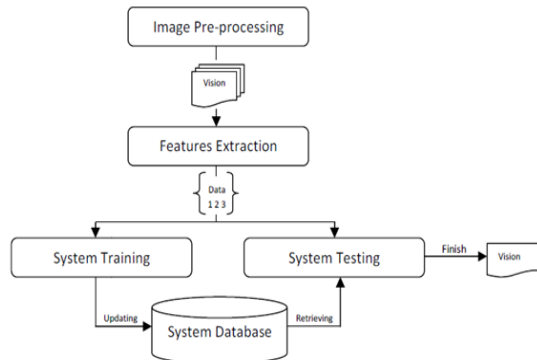 Image Pre-processing
Vision
Features Extraction
Data
1 2 3
System Training
System Testing
Finish
Vision
Updating
System Database
Retrieving